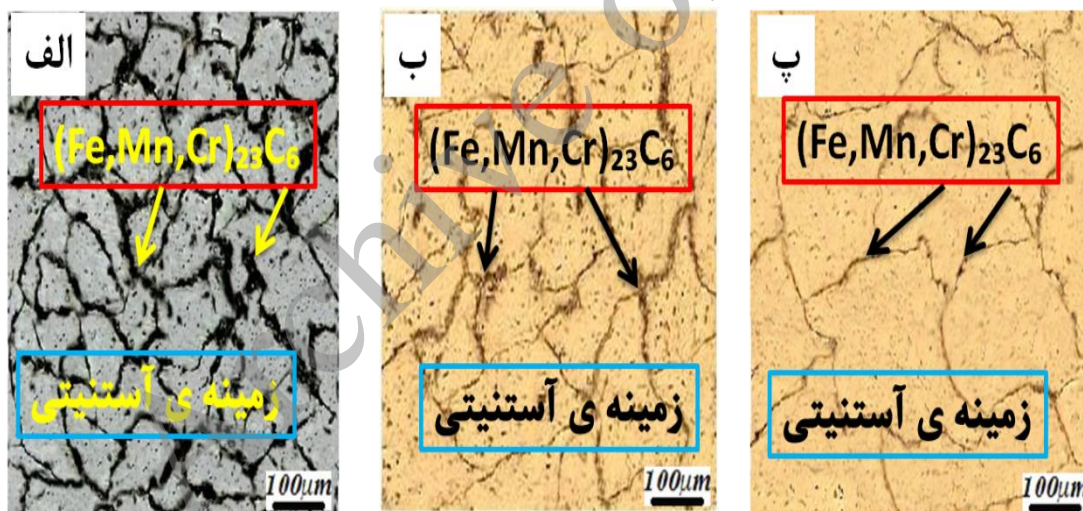 الف
(Fe,Mn,Cr)₂₃C₆
زمینه ی آستنیتی
100μm
ب
(Fe,Mn,Cr)₂₃C₆
زمینه ی آستنیتی
100μm
پ
(Fe,Mn,Cr)₂₃C₆
زمینه ی آستنیتی
100μm